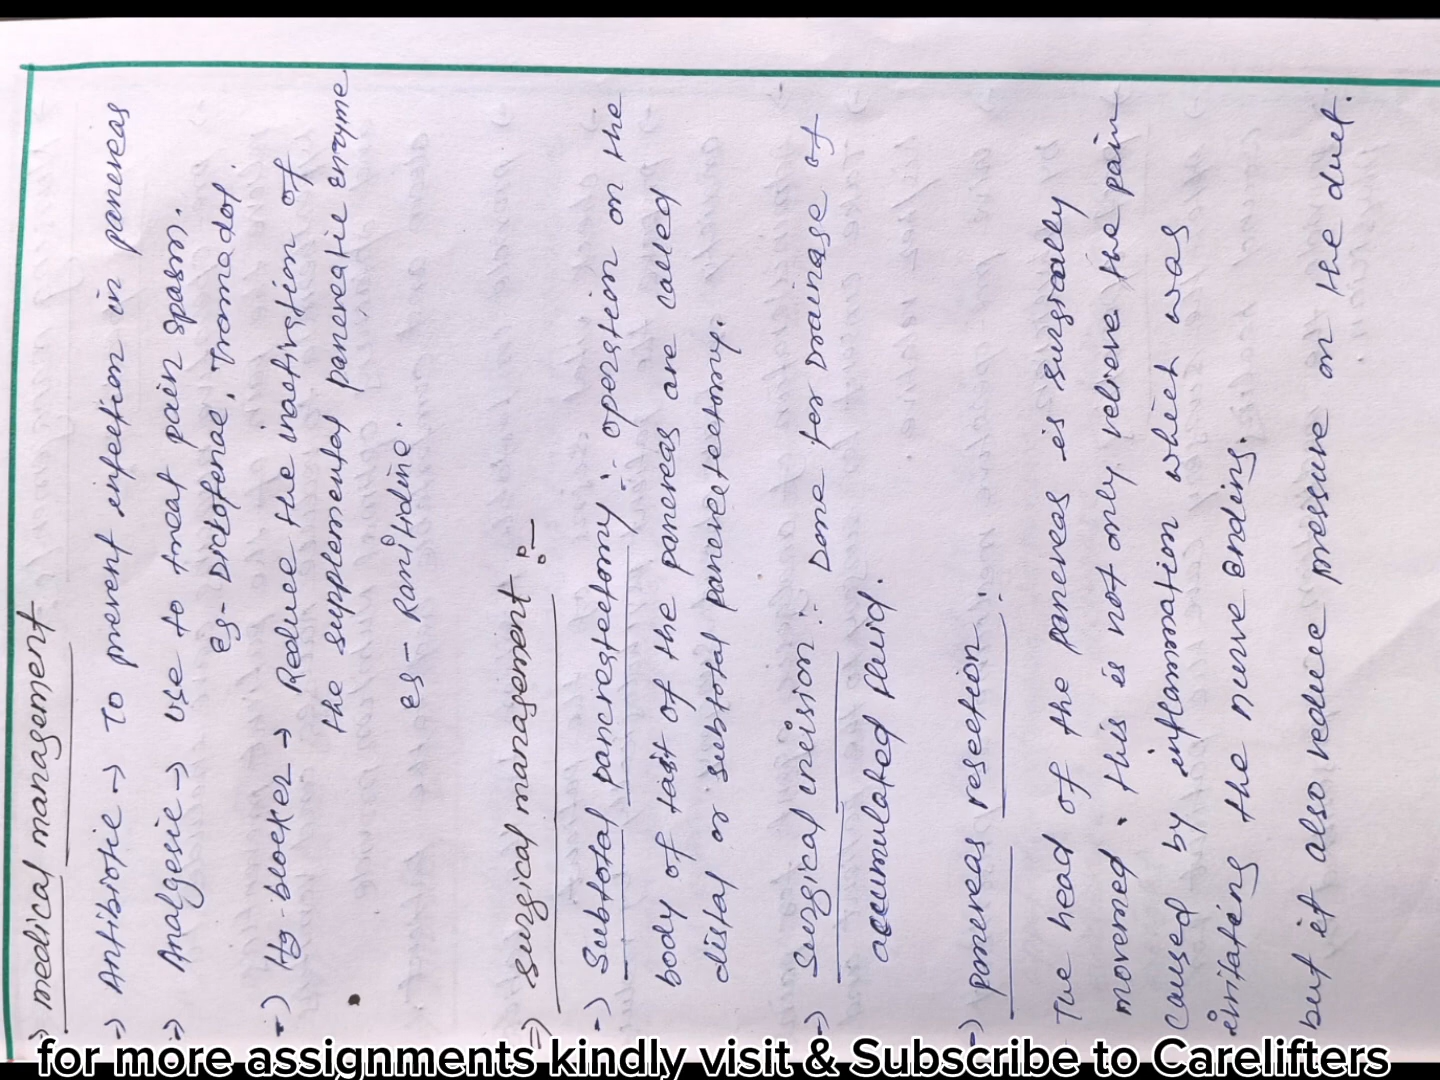 → medical management
→ Antibiotic → To prevent infection in pancreas
→ Analgesic → Use to treat pain spasm.
eg- Diclofenac, Tramadol.
→ H2-blocker → Reduce the inactivation of
the supplemental pancreatic enzyme
eg - Ranitidine.
⇒ surgical management :-
→ Subtotal pancreatectomy :- operation on the
body of tail of the pancreas are called
distal or subtotal pancreatectomy.
→ Surgical incision :- Done for Drainage of
accumulated fluid.
→ pancreas resection :-
The head of the pancreas is surgically
movemed. this is not only relieve the pain
caused by inflammation which was
irritating the nurve ending.
but it also reduce pressure on the duct.
for more assignments kindly visit & Subscribe to Carelifters